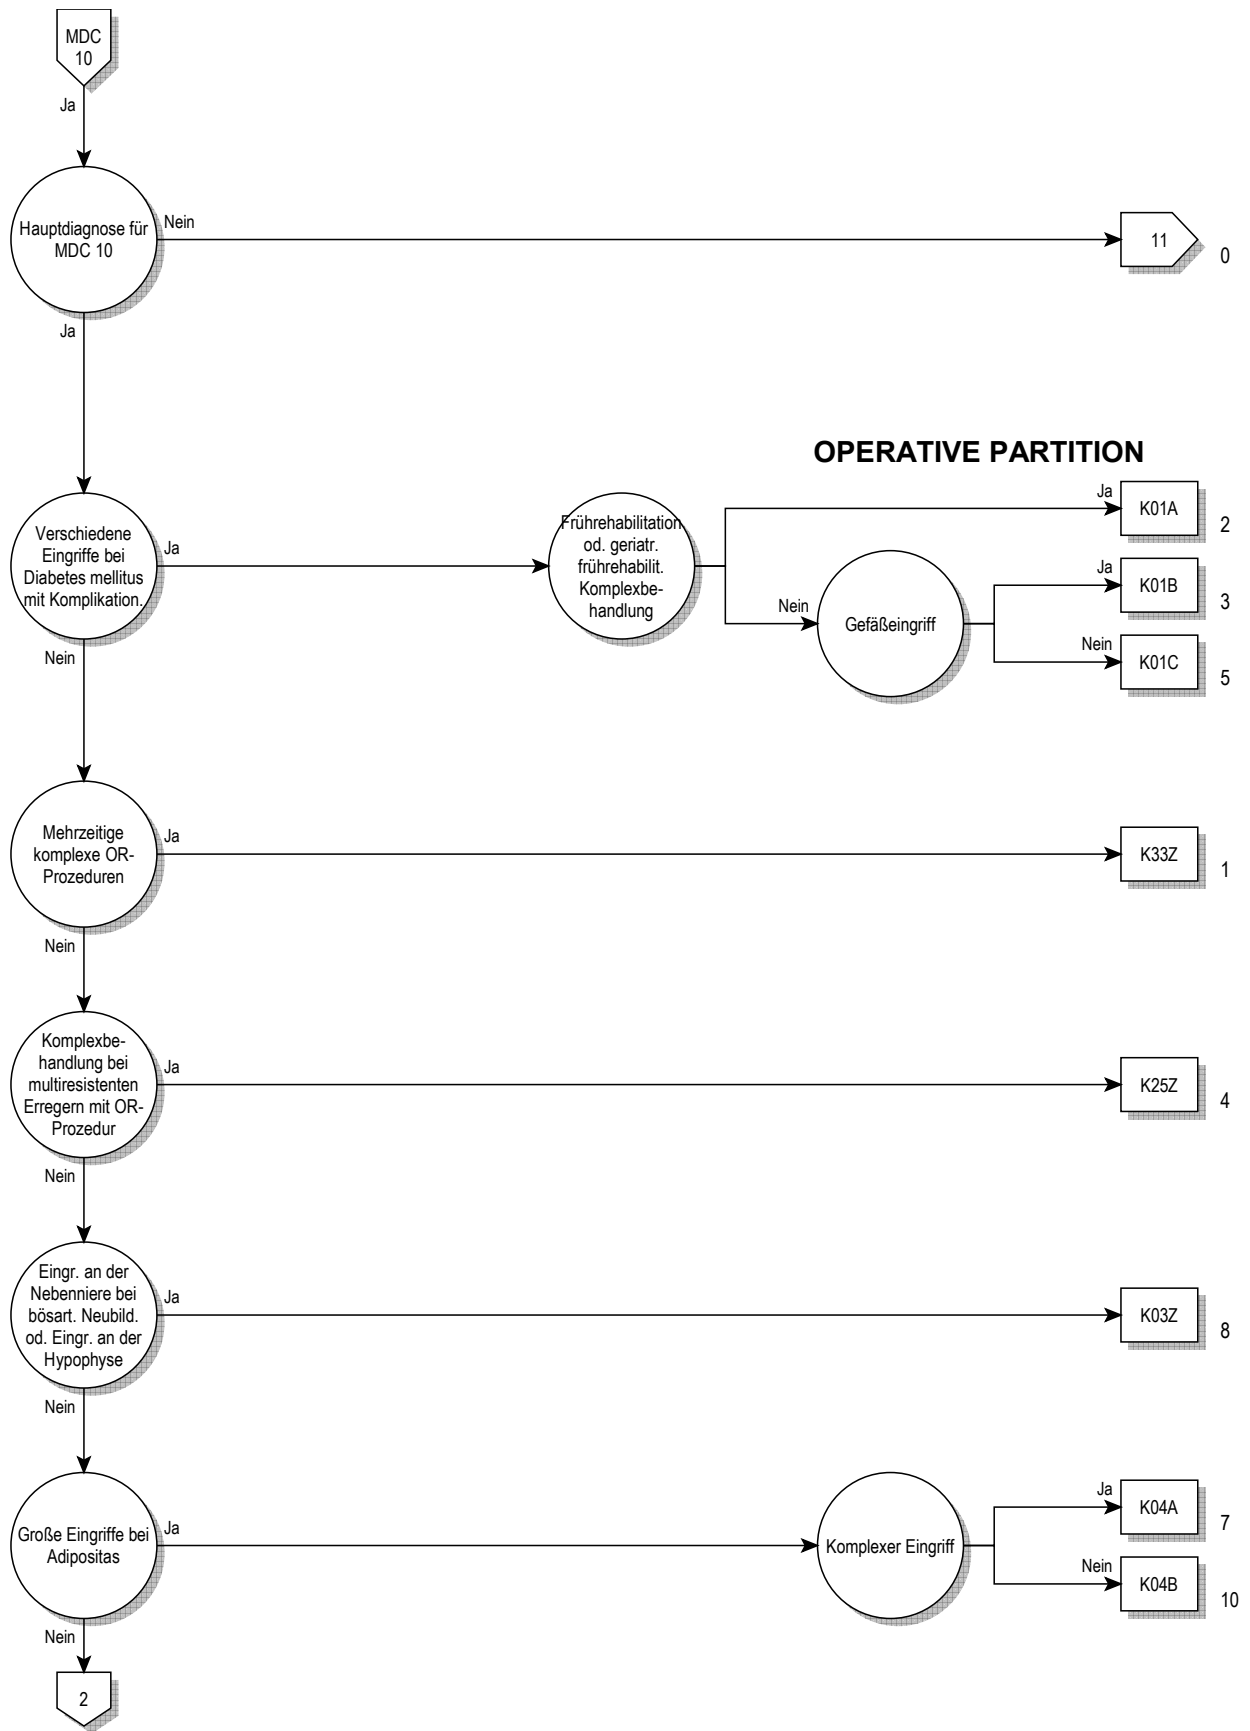 MDC
10
Ja
Hauptdiagnose für
MDC 10
Nein
11
0
Ja
OPERATIVE PARTITION
Verschiedene
Eingriffe bei
Diabetes mellitus
mit Komplikation.
Ja
Frührehabilitation
od. geriatr.
frührehabilit.
Komplexbe-
handlung
Ja
K01A
2
Nein
Gefäßeingriff
Ja
K01B
3
Nein
K01C
5
Nein
Mehrzeitige
komplexe OR-
Prozeduren
Ja
K33Z
1
Nein
Komplexbe-
handlung bei
multiresistenten
Erregern mit OR-
Prozedur
Ja
K25Z
4
Nein
Eingr. an der
Nebenniere bei
bösart. Neubild.
od. Eingr. an der
Hypophyse
Ja
K03Z
8
Nein
Große Eingriffe bei
Adipositas
Ja
Komplexer Eingriff
Ja
K04A
7
Nein
K04B
10
Nein
2